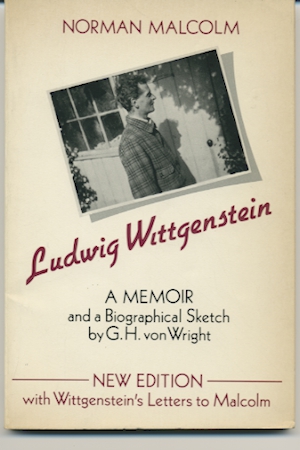 NORMAN MALCOLM
Ludwig Wittgenstein
A MEMOIR
and a Biographical Sketch
by G.H. von Wright
NEW EDITION
with Wittgenstein's Letters to Malcolm